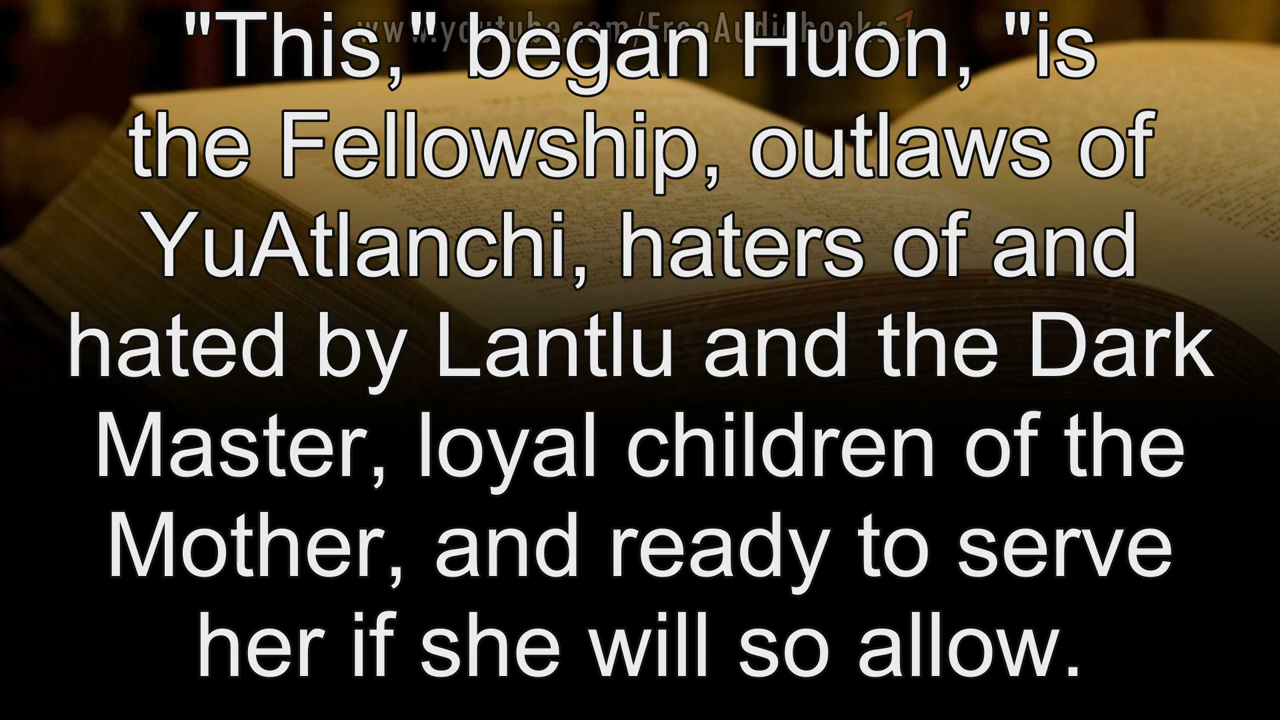 www.youtube.com/FreeAudiobooks1
"This," began Huon, "is
the Fellowship, outlaws of
YuAtlanchi, haters of and
hated by Lantlu and the Dark
Master, loyal children of the
Mother, and ready to serve
her if she will so allow.